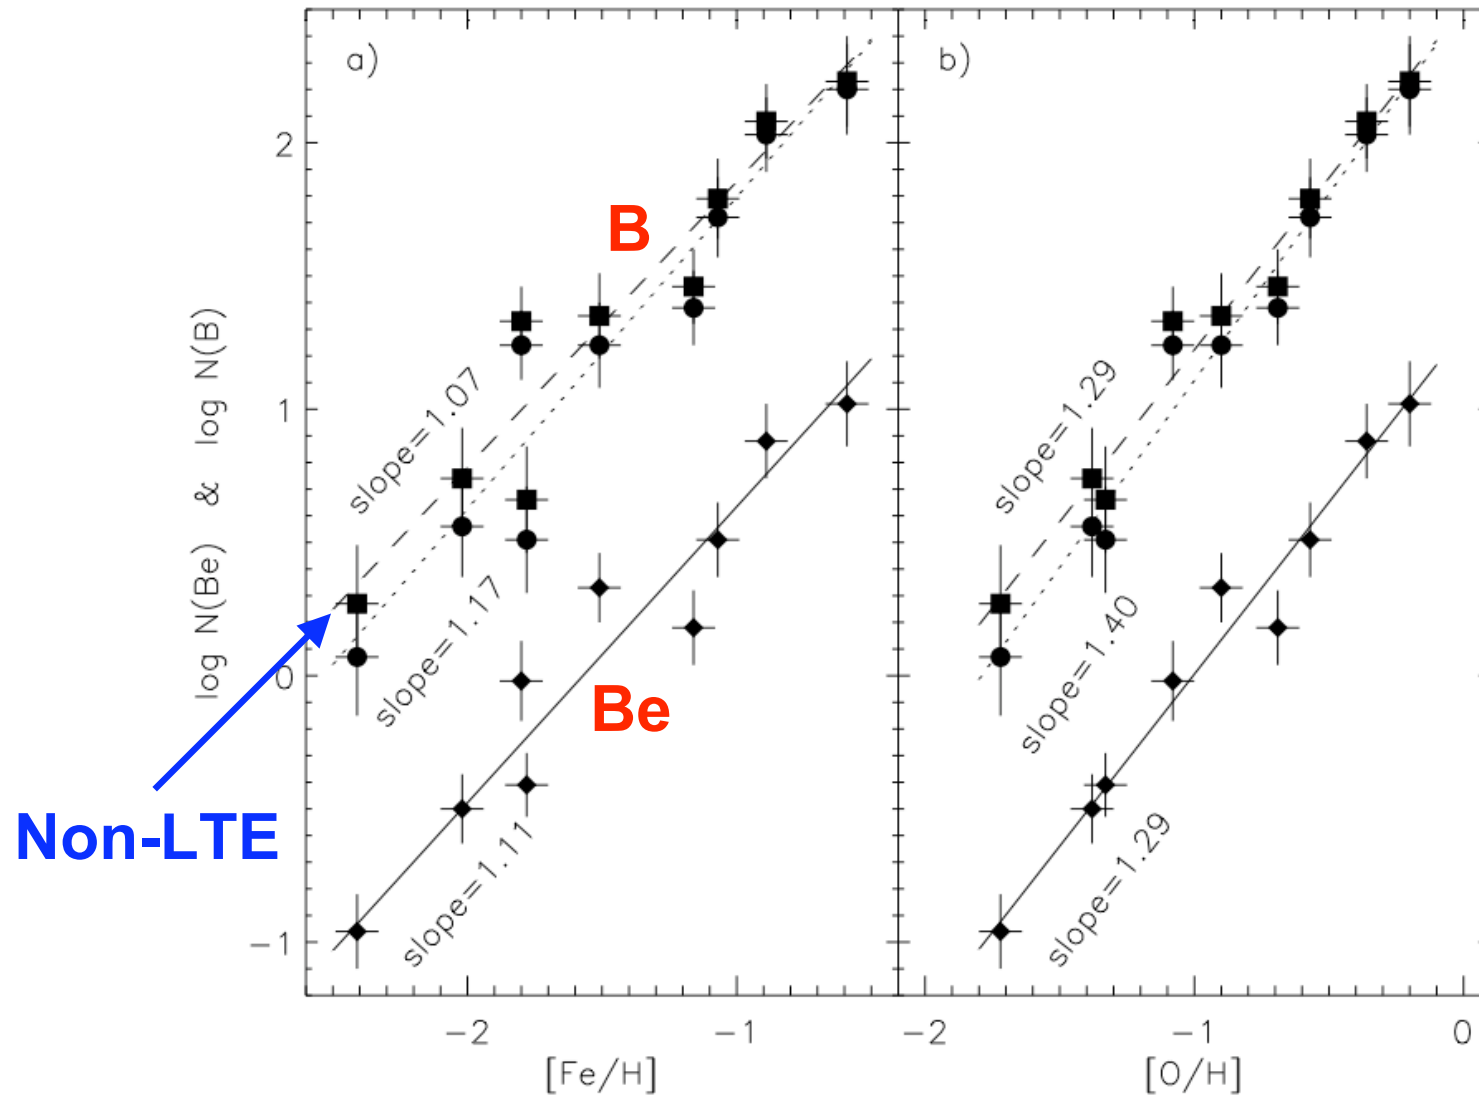 a)
b)
2
1
0
−1
log N(Be) & log N(B)
B
Be
slope=1.07
slope=1.17
slope=1.11
slope=1.29
slope=1.40
slope=1.29
Non-LTE
−2
−1
−2
−1
0
[Fe/H]
[O/H]